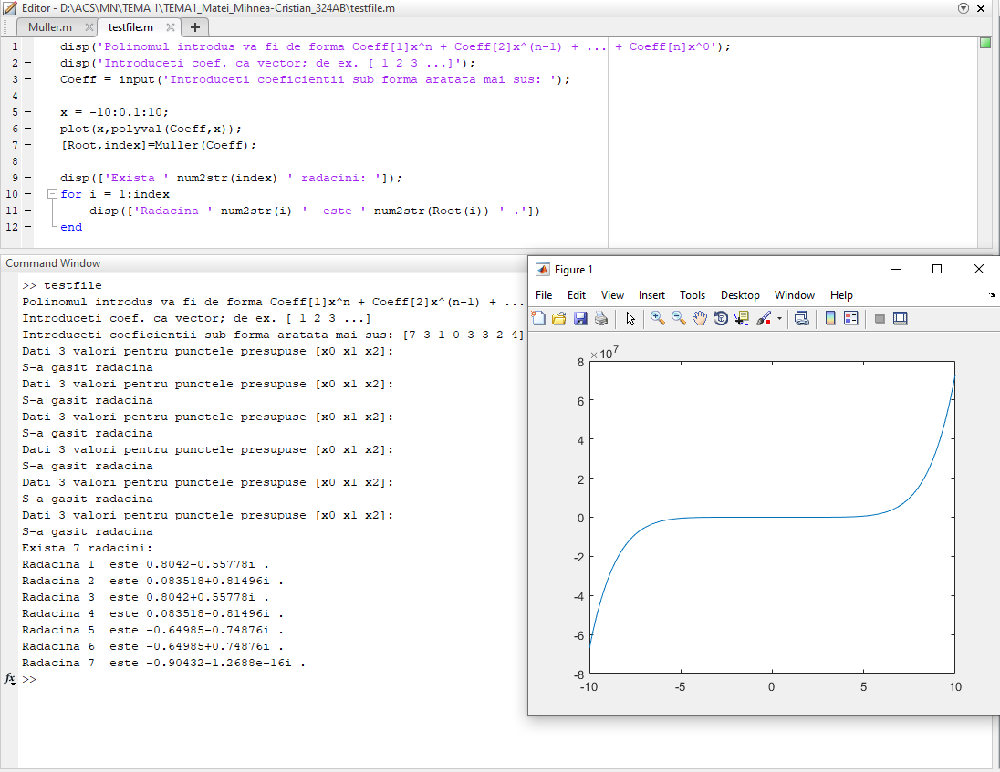 Editor - D:\ACS\MN\TEMA 1\TEMA1_Matei_Mihnea-Cristian_324AB\testfile.m
Muller.m testfile.m
1 disp('Polinomul introdus va fi de forma Coeff[1]x^n + Coeff[2]x^(n-1) + ... + Coeff[n]x^0');
2 disp('Introduceti coef. ca vector; de ex. [ 1 2 3 ...]');
3 Coeff = input('Introduceti coeficientii sub forma aratata mai sus: ');
4
5 x = -10:0.1:10;
6 plot(x,polyval(Coeff,x));
7 [Root,index]=Muller(Coeff);
8
9 disp(['Exista ' num2str(index) ' radacini: ']);
10 for i = 1:index
11 disp(['Radacina ' num2str(i) '  este ' num2str(Root(i)) ' .'])
12 end
Command Window
>> testfile
Polinomul introdus va fi de forma Coeff[1]x^n + Coeff[2]x^(n-1) + ...
Introduceti coef. ca vector; de ex. [ 1 2 3 ...]
Introduceti coeficientii sub forma aratata mai sus: [7 3 1 0 3 3 2 4]
Dati 3 valori pentru punctele presupuse [x0 x1 x2]:
S-a gasit radacina
Dati 3 valori pentru punctele presupuse [x0 x1 x2]:
S-a gasit radacina
Dati 3 valori pentru punctele presupuse [x0 x1 x2]:
S-a gasit radacina
Dati 3 valori pentru punctele presupuse [x0 x1 x2]:
S-a gasit radacina
Dati 3 valori pentru punctele presupuse [x0 x1 x2]:
S-a gasit radacina
Dati 3 valori pentru punctele presupuse [x0 x1 x2]:
S-a gasit radacina
Exista 7 radacini:
Radacina 1  este 0.8042-0.55778i .
Radacina 2  este 0.083518+0.81496i .
Radacina 3  este 0.8042+0.55778i .
Radacina 4  este 0.083518-0.81496i .
Radacina 5  este -0.64985-0.74876i .
Radacina 6  este -0.64985+0.74876i .
Radacina 7  este -0.90432-1.2688e-16i .
fx >>
Figure 1
File Edit View Insert Tools Desktop Window Help
×10^7
8
6
4
2
0
-2
-4
-6
-8
-10 -5 0 5 10